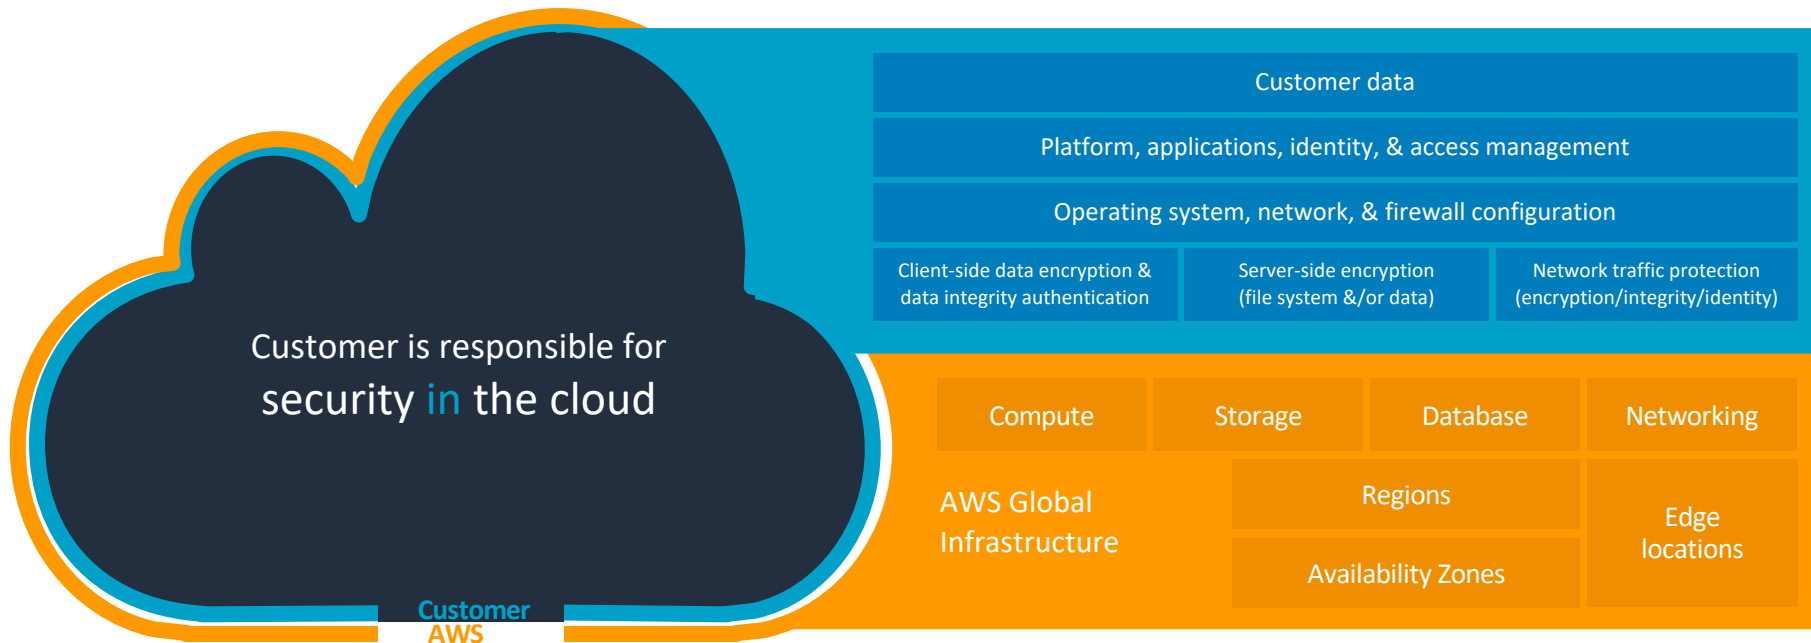 Customer is responsible for
security in the cloud
Customer
AWS
Customer data
Platform, applications, identity, & access management
Operating system, network, & firewall configuration
Client-side data encryption &
data integrity authentication
Server-side encryption
(file system &/or data)
Network traffic protection
(encryption/integrity/identity)
Compute
Storage
Database
Networking
AWS Global
Infrastructure
Regions
Availability Zones
Edge
locations